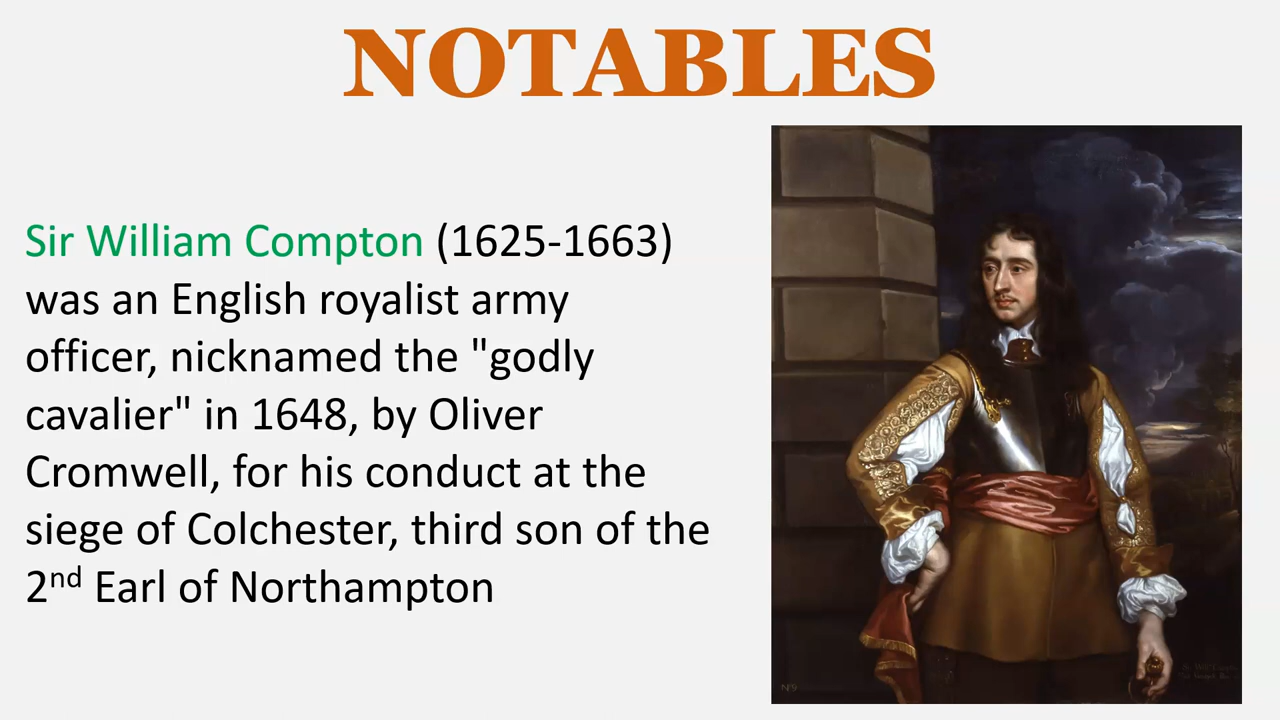 NOTABLES
Sir William Compton (1625-1663)
was an English royalist army
officer, nicknamed the "godly
cavalier" in 1648, by Oliver
Cromwell, for his conduct at the
siege of Colchester, third son of the
2nd Earl of Northampton